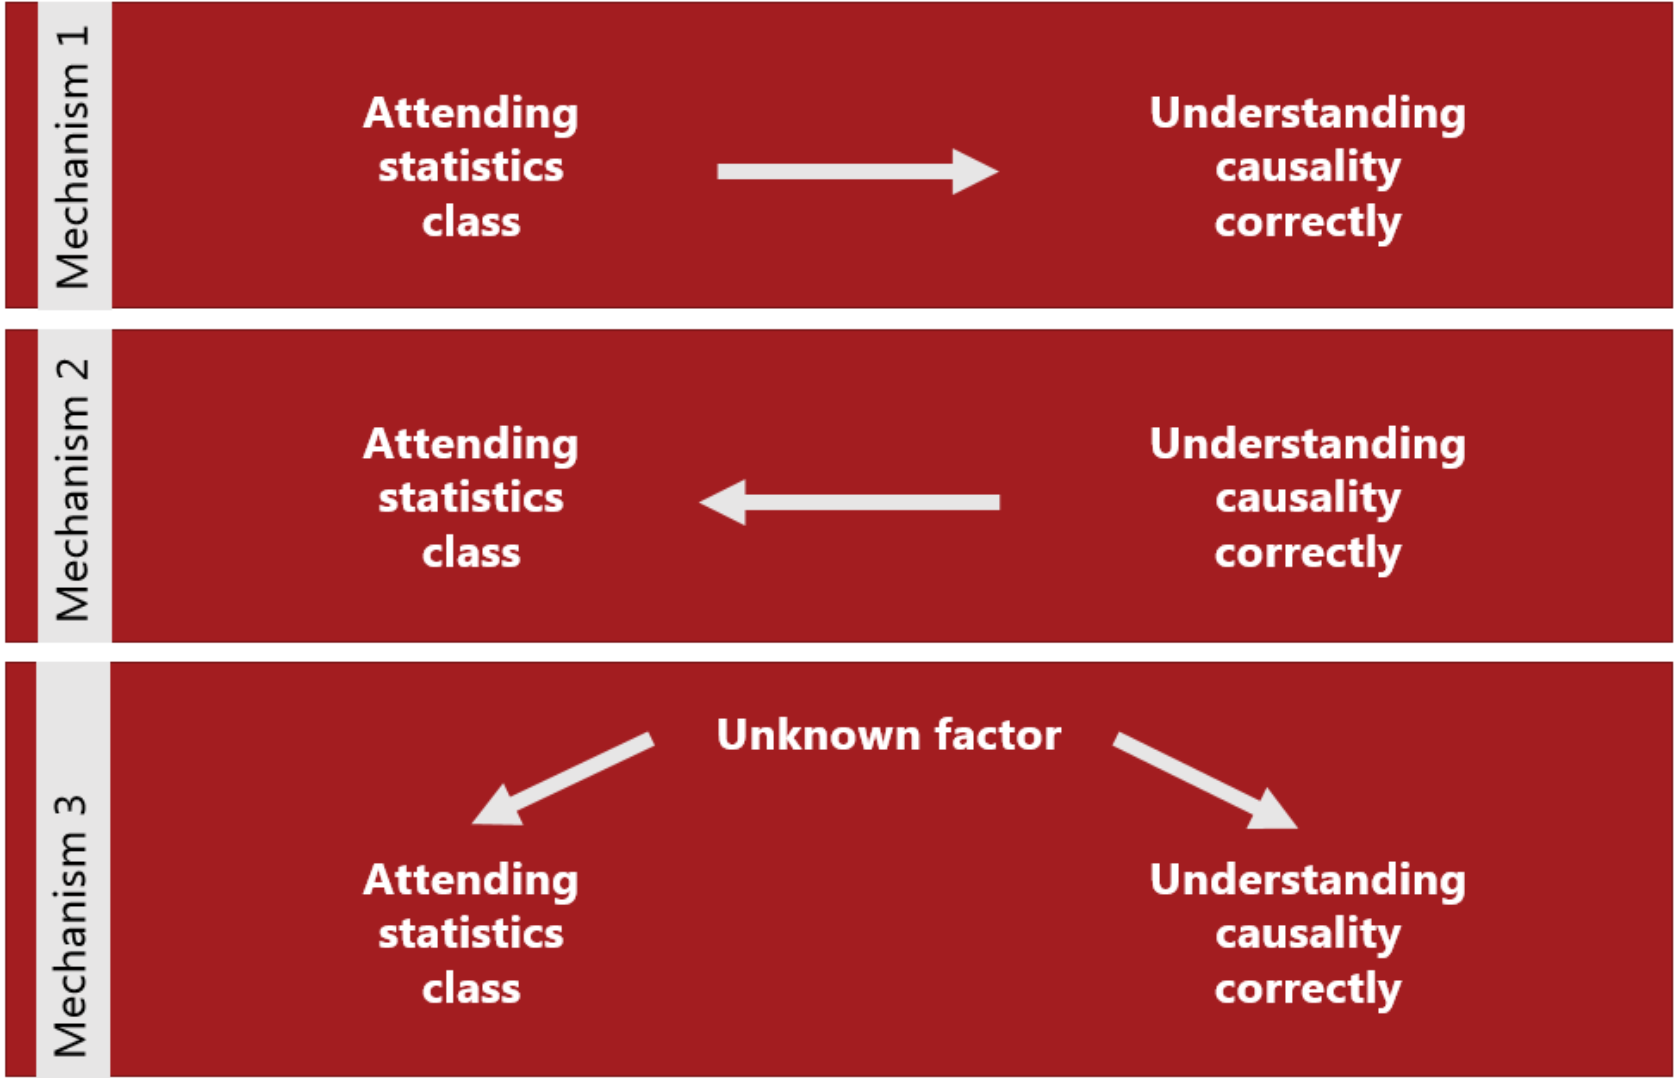 Mechanism 1
Attending
statistics
class
Understanding
causality
correctly
Mechanism 2
Attending
statistics
class
Understanding
causality
correctly
Mechanism 3
Unknown factor
Attending
statistics
class
Understanding
causality
correctly